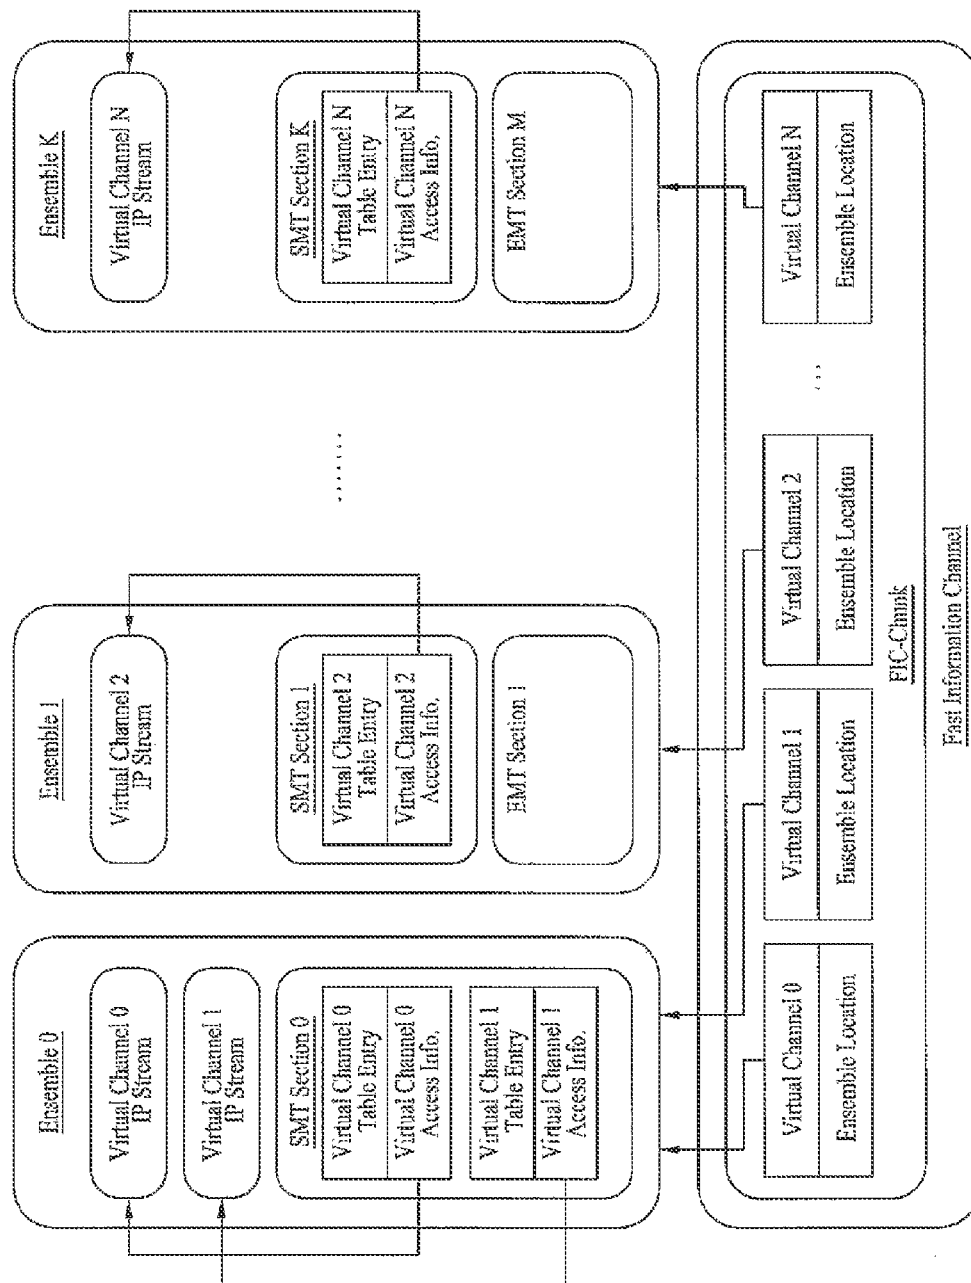 Ensemble 0
Virtual Channel 0
IP Stream
Virtual Channel 1
IP Stream
SMT Section 0
Virtual Channel 0
Table Entry
Virtual Channel 0
Access Info.
Virtual Channel 1
Table Entry
Virtual Channel 1
Access Info.
Ensemble 1
Virtual Channel 2
IP Stream
SMT Section 1
Virtual Channel 2
Table Entry
Virtual Channel 2
Access Info.
EMT Section 1
.......
Ensemble K
Virtual Channel N
IP Stream
SMT Section K
Virtual Channel N
Table Entry
Virtual Channel N
Access Info.
EMT Section M
Virtual Channel 0
Ensemble Location
Virtual Channel 1
Ensemble Location
Virtual Channel 2
Ensemble Location
...
Virtual Channel N
Ensemble Location
FIC-Chunk
Fast Information Channel